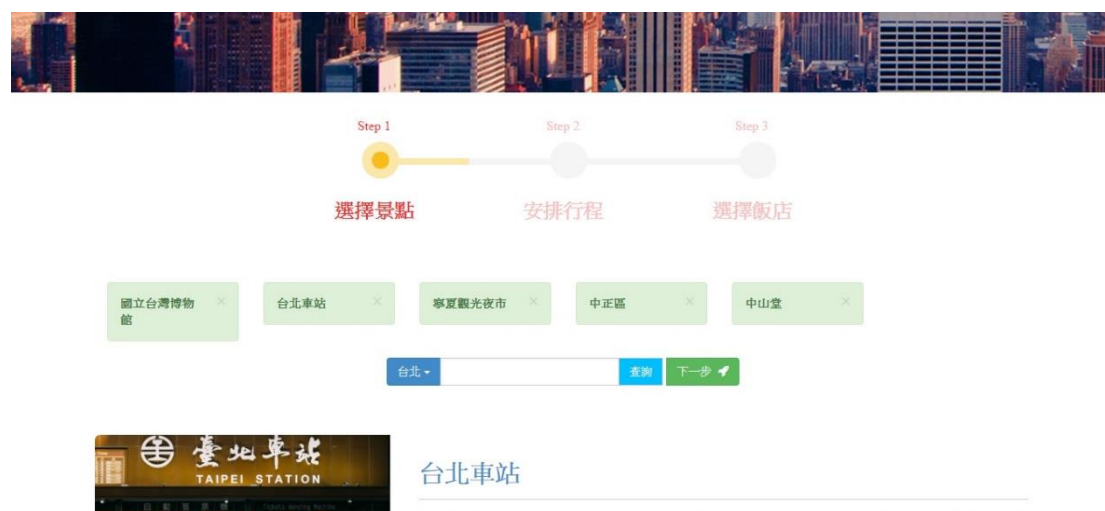 Step 1
Step 2
Step 3
選擇景點
安排行程
選擇飯店
國立台灣博物
館
×
台北車站
×
寧夏觀光夜市
×
中正區
×
中山堂
×
台北
查詢
下一步
臺北車站
TAIPEI STATION
台北車站